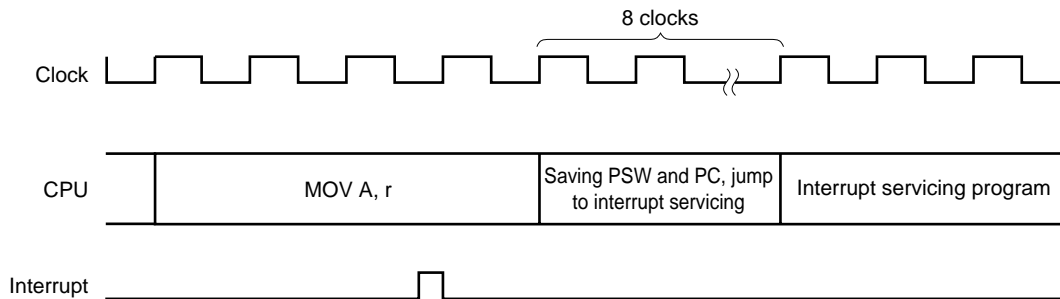 8 clocks
Clock
CPU
MOV A, r
Saving PSW and PC, jump
to interrupt servicing
Interrupt servicing program
Interrupt